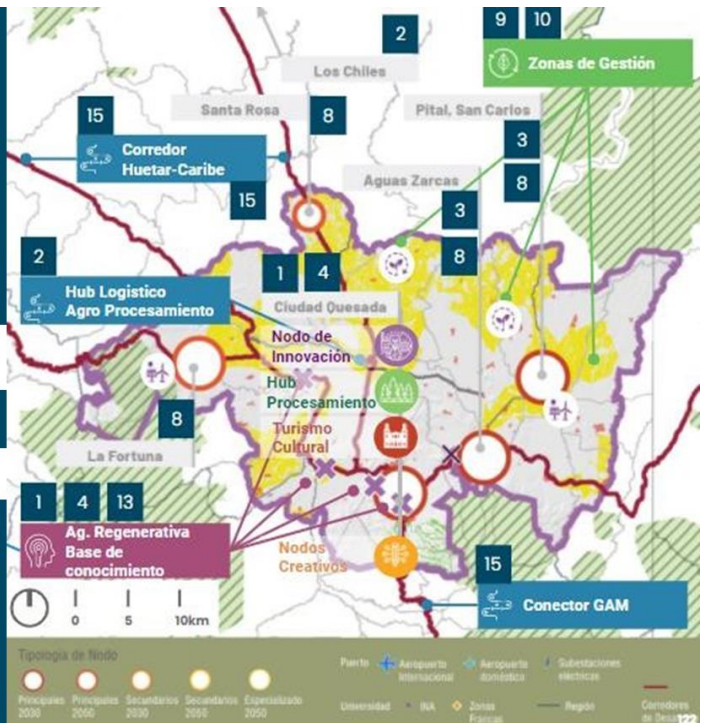 9 10
Zonas de Gestión
2
Los Chiles
Santa Rosa
8
Pital, San Carlos
15
Corredor
Huetar-Caribe
3
8
Aguas Zarcas
15
3
8
2
Hub Logistico
Agro Procesamiento
1 4
Ciudad Quesada
Nodo de
Innovación
Hub
Procesamiento
Turismo
Cultural
8
La Fortuna
1 4 13
Ag. Regenerativa
Base de
conocimiento
Nodos
Creativos
15
Conector GAM
0 5 10km
Tipología de Nodo
Principales
2030
Principales
2050
Secundarios
2030
Secundarios
2050
Especializado
2050
Puerto
Aeropuerto
Internacional
Aeropuerto
doméstico
Subestaciones
eléctricas
Universidad
INA
Zonas
Francas
Región
Corredores
122